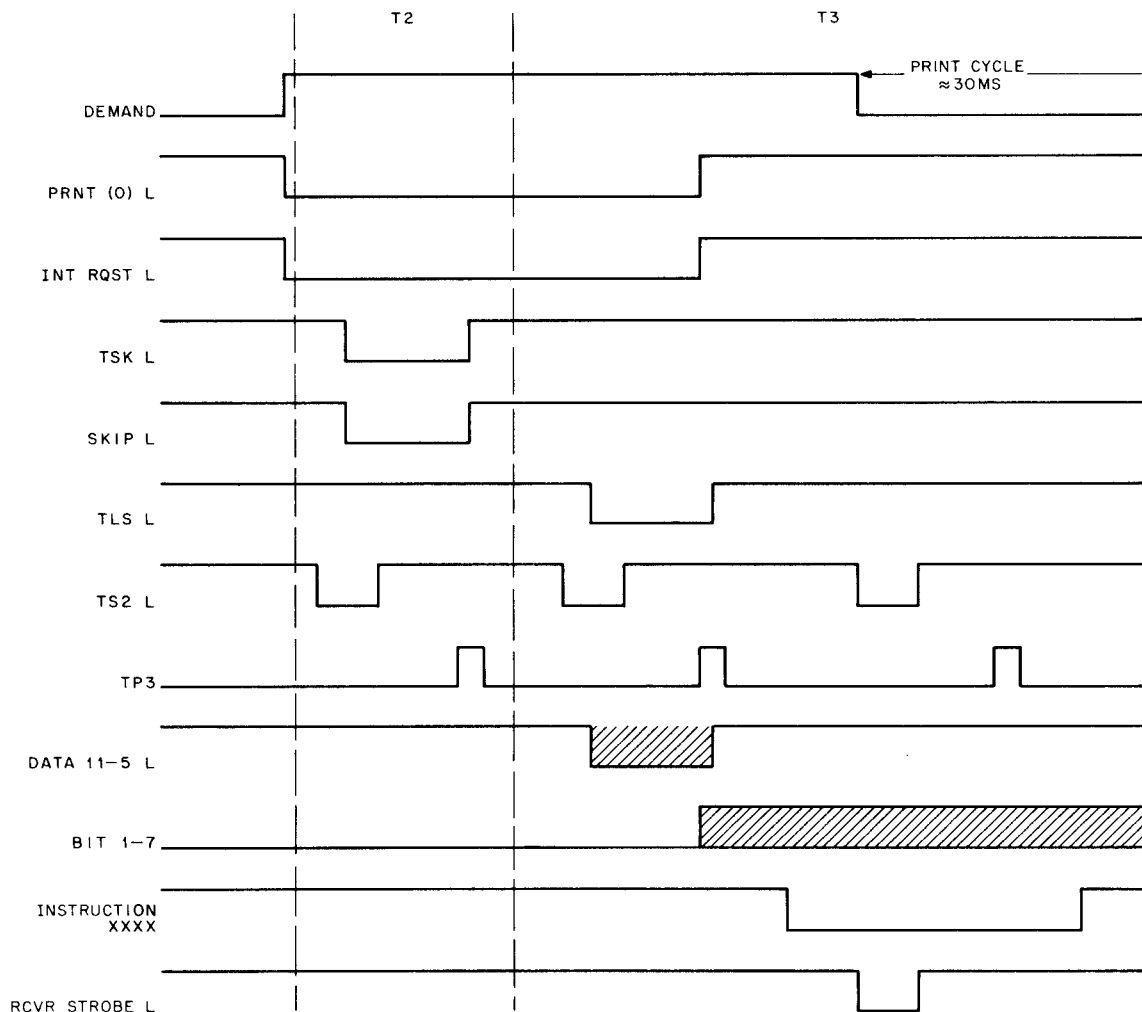 T2
T3
PRINT CYCLE
≈30MS
DEMAND
PRNT (0) L
INT RQST L
TSK L
SKIP L
TLS L
TS2 L
TP3
DATA 11-5 L
BIT 1-7
INSTRUCTION
XXXX
RCVR STROBE L